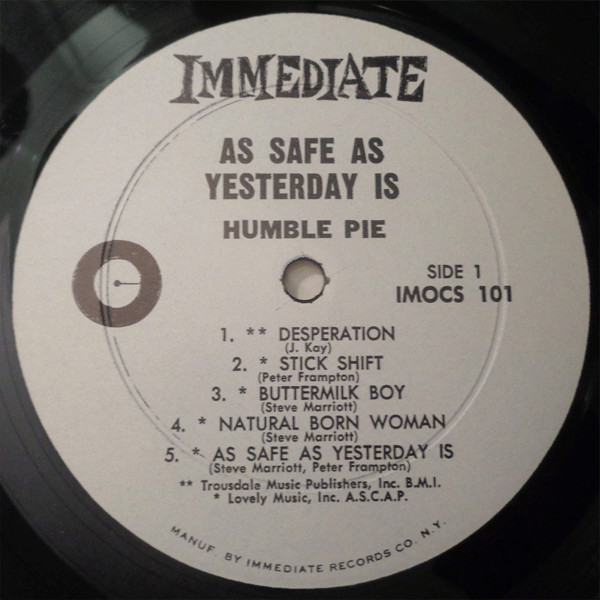 IMMEDIATE
AS SAFE AS
YESTERDAY IS
HUMBLE PIE
SIDE 1
IMOCS 101
1. ** DESPERATION
(J. Kay)
2. * STICK SHIFT
(Peter Frampton)
3. * BUTTERMILK BOY
(Steve Marriott)
4. * NATURAL BORN WOMAN
(Steve Marriott)
5. * AS SAFE AS YESTERDAY IS
(Steve Marriott, Peter Frampton)
** Trousdale Music Publishers, Inc. B.M.I.
* Lovely Music, Inc. A.S.C.A.P.
MANUF. BY IMMEDIATE RECORDS CO. N.Y.